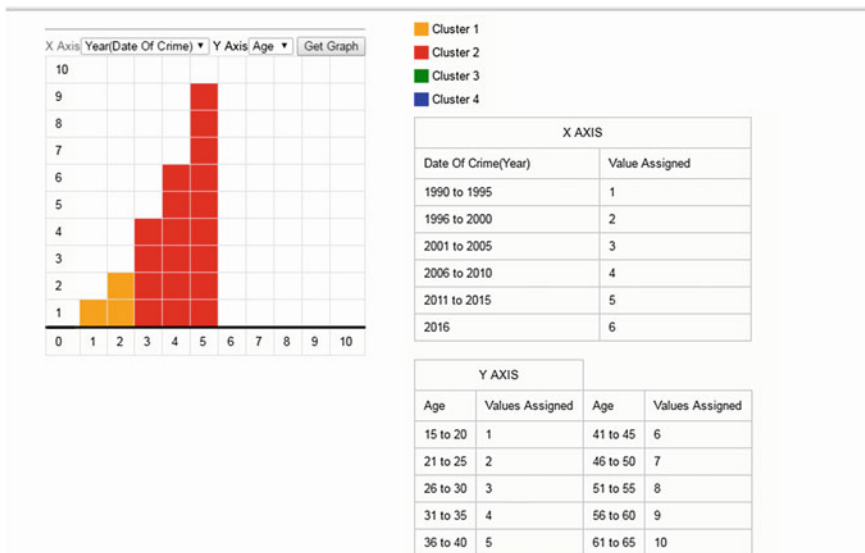 X Axis Year(Date Of Crime) ▾ Y Axis Age ▾ Get Graph
10
9
8
7
6
5
4
3
2
1
0 1 2 3 4 5 6 7 8 9 10
Cluster 1
Cluster 2
Cluster 3
Cluster 4
X AXIS
Date Of Crime(Year) Value Assigned
1990 to 1995 1
1996 to 2000 2
2001 to 2005 3
2006 to 2010 4
2011 to 2015 5
2016 6
Y AXIS
Age Values Assigned Age Values Assigned
15 to 20 1 41 to 45 6
21 to 25 2 46 to 50 7
26 to 30 3 51 to 55 8
31 to 35 4 56 to 60 9
36 to 40 5 61 to 65 10